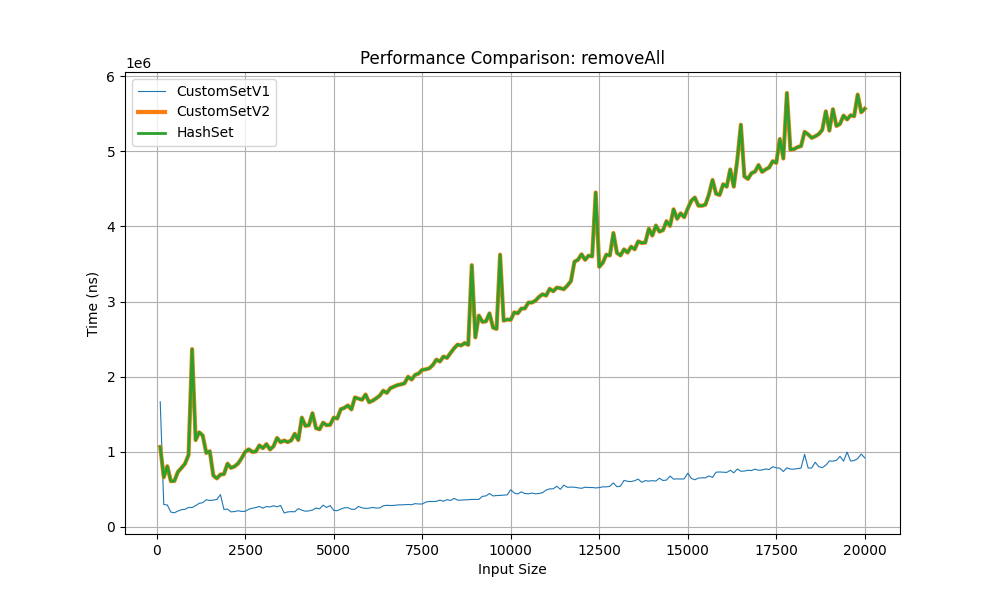 Performance Comparison: removeAll
1e6
CustomSetV1
CustomSetV2
HashSet
6
5
4
3
2
1
0
Time (ns)
0 2500 5000 7500 10000 12500 15000 17500 20000
Input Size